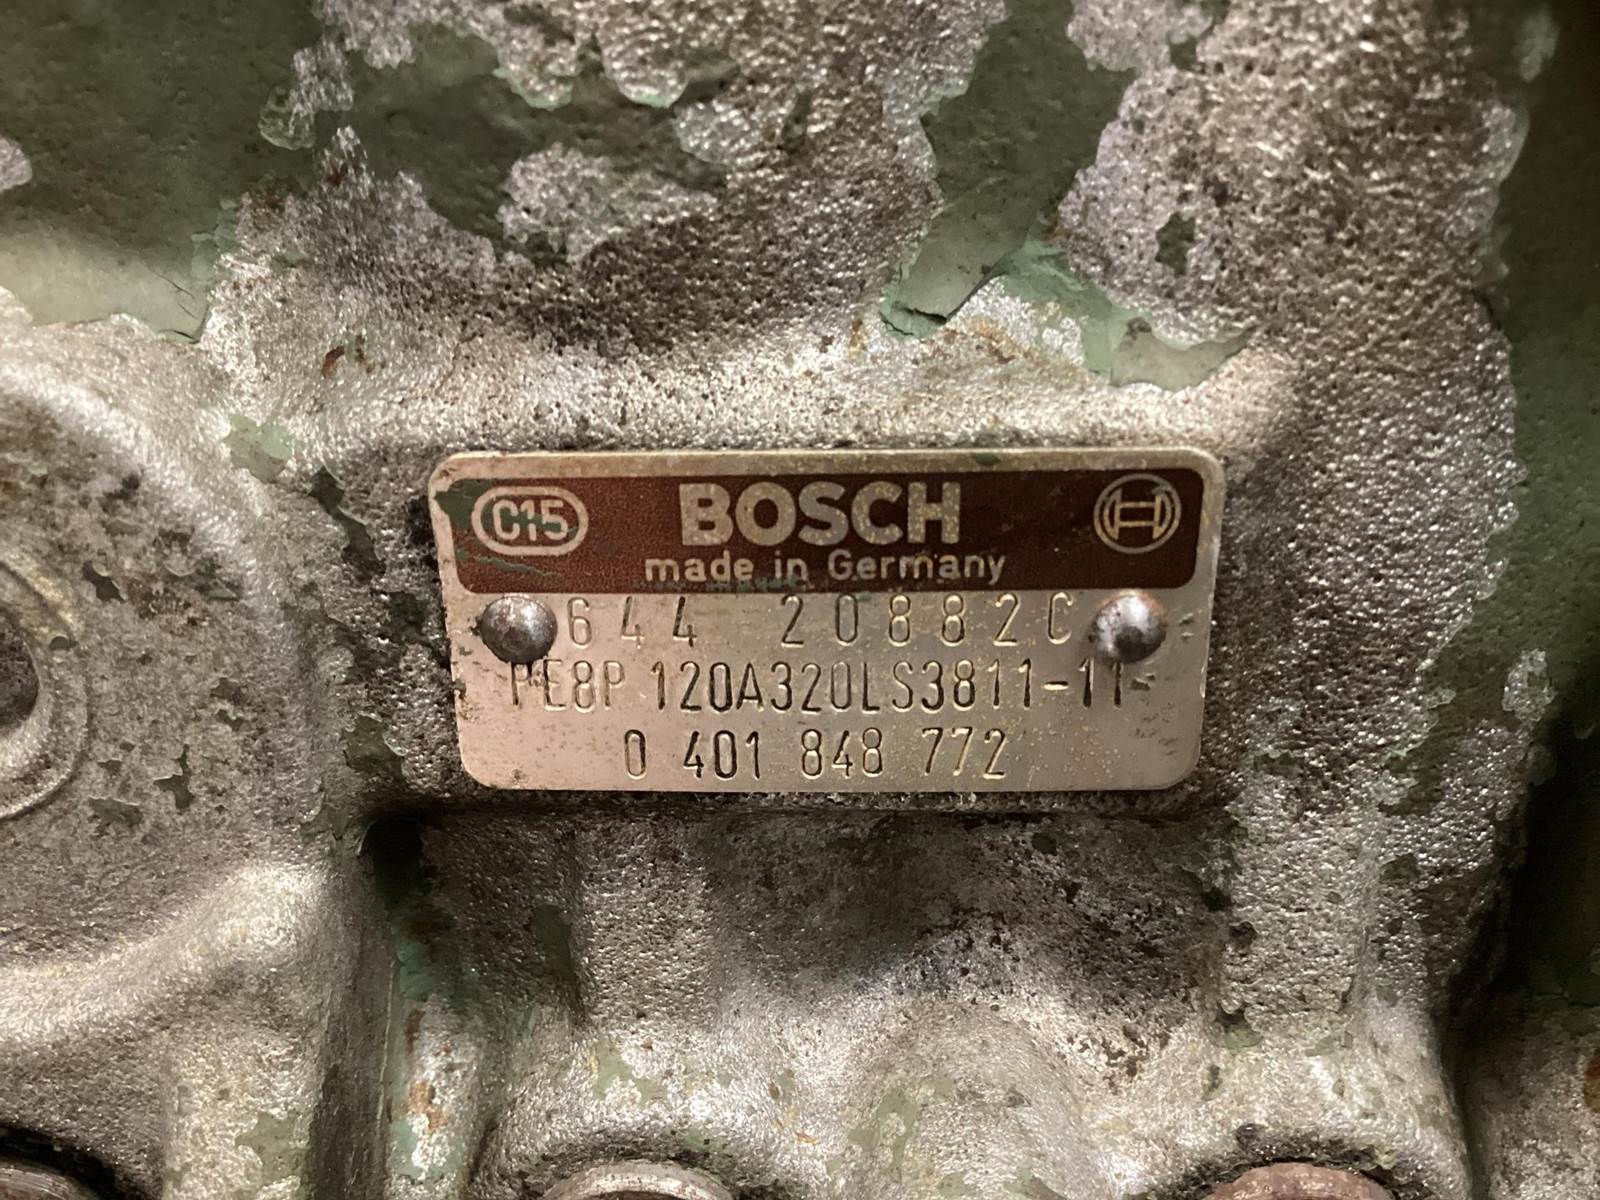 C15 BOSCH
made in Germany
644 20882C
PE8P 120A320LS3811-11
0 401 848 772